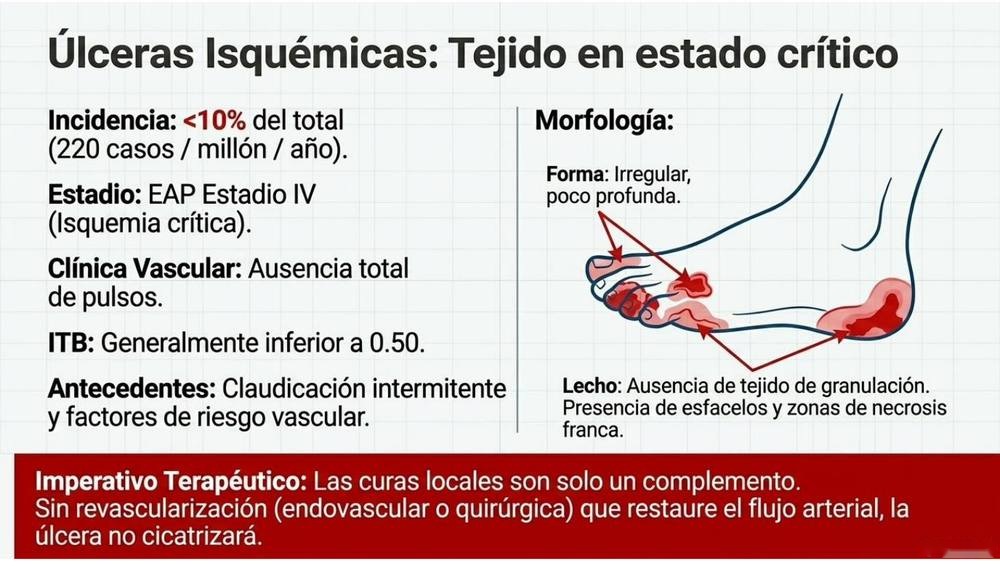 Úlceras Isquémicas: Tejido en estado crítico
Incidencia: <10% del total
(220 casos / millón / año).
Estadio: EAP Estadio IV
(Isquemia crítica).
Clínica Vascular: Ausencia total
de pulsos.
ITB: Generalmente inferior a 0.50.
Antecedentes: Claudicación intermitente
y factores de riesgo vascular.
Morfología:
Forma: Irregular,
poco profunda.
Lecho: Ausencia de tejido de granulación.
Presencia de esfacelos y zonas de necrosis
franca.
Imperativo Terapéutico: Las curas locales son solo un complemento.
Sin revascularización (endovascular o quirúrgica) que restaure el flujo arterial, la
úlcera no cicatrizará.